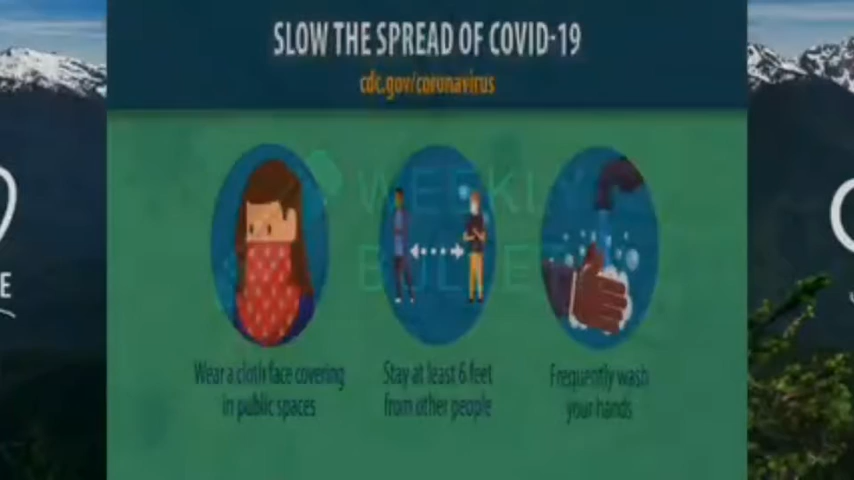 SLOW THE SPREAD OF COVID-19
cdc.gov/coronavirus
WEEKLY
Wear a cloth face covering
in public spaces
Stay at least 6 feet
from other people
Frequently wash
your hands